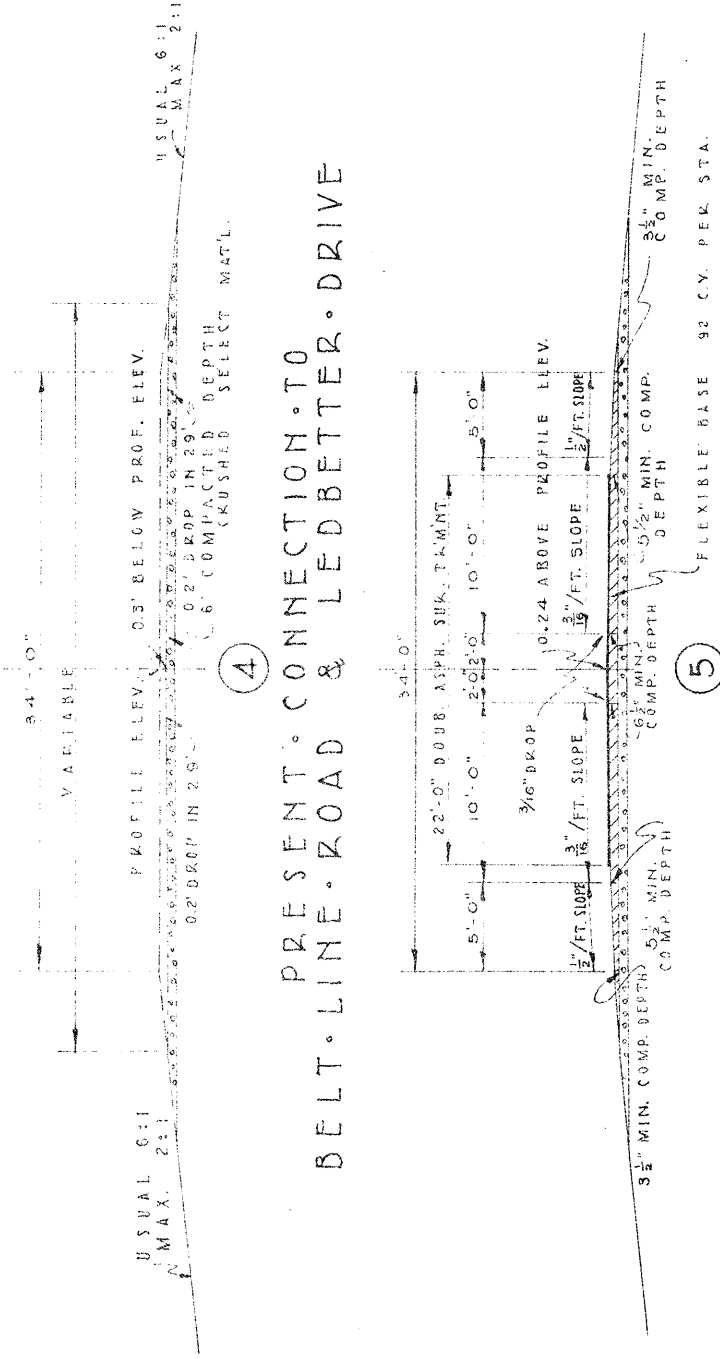 34'-0"
VARIABLE
USUAL 6:1
MAX. 2:1
PROFILE ELEV.
0.3' BELOW PROF. ELEV.
USUAL 6:1
MAX 2:1
0.2' DROP IN 29'
0.2' DROP IN 29'
6" COMPACTED DEPTH
CRUSHED SELECT MAT'L.
4
PRESENT · CONNECTION · TO
BELT · LINE · ROAD & LEDBETTER · DRIVE
34'-0"
22'-0" DOUB. ASPH. SUR. TR'M'NT
5'-0"
10'-0"
2'-0"
2'-0"
10'-0"
5'-0"
3/16" DROP
0.24 ABOVE PROFILE ELEV.
1/2"/FT. SLOPE
3/16"/FT. SLOPE
3/16"/FT. SLOPE
1/2"/FT. SLOPE
3 1/2" MIN. COMP. DEPTH
5 1/2" MIN.
COMP. DEPTH
6 1/2" MIN.
COMP. DEPTH
5 1/2" MIN. COMP.
DEPTH
3 1/2" MIN.
COMP. DEPTH
FLEXIBLE BASE 92 C.Y. PER STA.
5